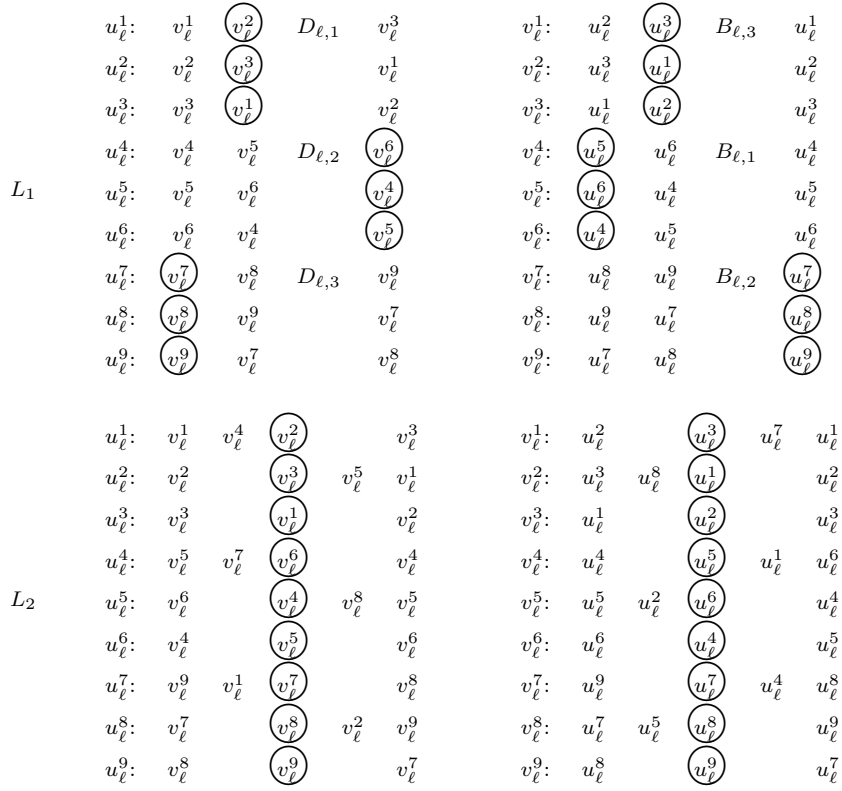 u_ℓ^1: v_ℓ^1 v_ℓ^2 D_{ℓ,1} v_ℓ^3 v_ℓ^1: u_ℓ^2 u_ℓ^3 B_{ℓ,3} u_ℓ^1
u_ℓ^2: v_ℓ^2 v_ℓ^3 v_ℓ^1 v_ℓ^2: u_ℓ^3 u_ℓ^1 u_ℓ^2
u_ℓ^3: v_ℓ^3 v_ℓ^1 v_ℓ^2 v_ℓ^3: u_ℓ^1 u_ℓ^2 u_ℓ^3
u_ℓ^4: v_ℓ^4 v_ℓ^5 D_{ℓ,2} v_ℓ^6 v_ℓ^4: u_ℓ^5 u_ℓ^6 B_{ℓ,1} u_ℓ^4
L_1 u_ℓ^5: v_ℓ^5 v_ℓ^6 v_ℓ^4 v_ℓ^5: u_ℓ^6 u_ℓ^4 u_ℓ^5
u_ℓ^6: v_ℓ^6 v_ℓ^4 v_ℓ^5 v_ℓ^6: u_ℓ^4 u_ℓ^5 u_ℓ^6
u_ℓ^7: v_ℓ^7 v_ℓ^8 D_{ℓ,3} v_ℓ^9 v_ℓ^7: u_ℓ^8 u_ℓ^9 B_{ℓ,2} u_ℓ^7
u_ℓ^8: v_ℓ^8 v_ℓ^9 v_ℓ^7 v_ℓ^8: u_ℓ^9 u_ℓ^7 u_ℓ^8
u_ℓ^9: v_ℓ^9 v_ℓ^7 v_ℓ^8 v_ℓ^9: u_ℓ^7 u_ℓ^8 u_ℓ^9
u_ℓ^1: v_ℓ^1 v_ℓ^4 v_ℓ^2 v_ℓ^3 v_ℓ^1: u_ℓ^2 u_ℓ^3 u_ℓ^7 u_ℓ^1
u_ℓ^2: v_ℓ^2 v_ℓ^3 v_ℓ^5 v_ℓ^1 v_ℓ^2: u_ℓ^3 u_ℓ^8 u_ℓ^1 u_ℓ^2
u_ℓ^3: v_ℓ^3 v_ℓ^1 v_ℓ^2 v_ℓ^3: u_ℓ^1 u_ℓ^2 u_ℓ^3
u_ℓ^4: v_ℓ^5 v_ℓ^7 v_ℓ^6 v_ℓ^4 v_ℓ^4: u_ℓ^4 u_ℓ^5 u_ℓ^1 u_ℓ^6
L_2 u_ℓ^5: v_ℓ^6 v_ℓ^4 v_ℓ^8 v_ℓ^5 v_ℓ^5: u_ℓ^5 u_ℓ^2 u_ℓ^6 u_ℓ^4
u_ℓ^6: v_ℓ^4 v_ℓ^5 v_ℓ^6 v_ℓ^6: u_ℓ^6 u_ℓ^4 u_ℓ^5
u_ℓ^7: v_ℓ^9 v_ℓ^1 v_ℓ^7 v_ℓ^8 v_ℓ^7: u_ℓ^9 u_ℓ^7 u_ℓ^4 u_ℓ^8
u_ℓ^8: v_ℓ^7 v_ℓ^8 v_ℓ^2 v_ℓ^9 v_ℓ^8: u_ℓ^7 u_ℓ^5 u_ℓ^8 u_ℓ^9
u_ℓ^9: v_ℓ^8 v_ℓ^9 v_ℓ^7 v_ℓ^9: u_ℓ^8 u_ℓ^9 u_ℓ^7